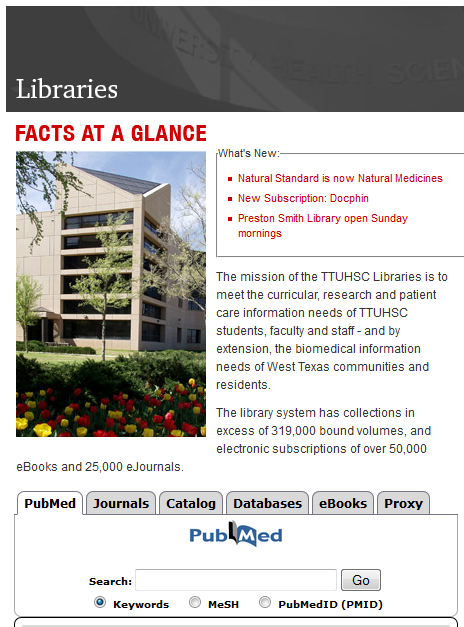 UNIVERSITY
HEALTH SCIEN
Libraries
FACTS AT A GLANCE
What's New:
Natural Standard is now Natural Medicines
New Subscription: Docphin
Preston Smith Library open Sunday
mornings
The mission of the TTUHSC Libraries is to
meet the curricular, research and patient
care information needs of TTUHSC
students, faculty and staff - and by
extension, the biomedical information
needs of West Texas communities and
residents.
The library system has collections in
excess of 319,000 bound volumes, and
electronic subscriptions of over 50,000
eBooks and 25,000 eJournals.
PubMed Journals Catalog Databases eBooks Proxy
PubMed
Search: Go
Keywords MeSH PubMedID (PMID)